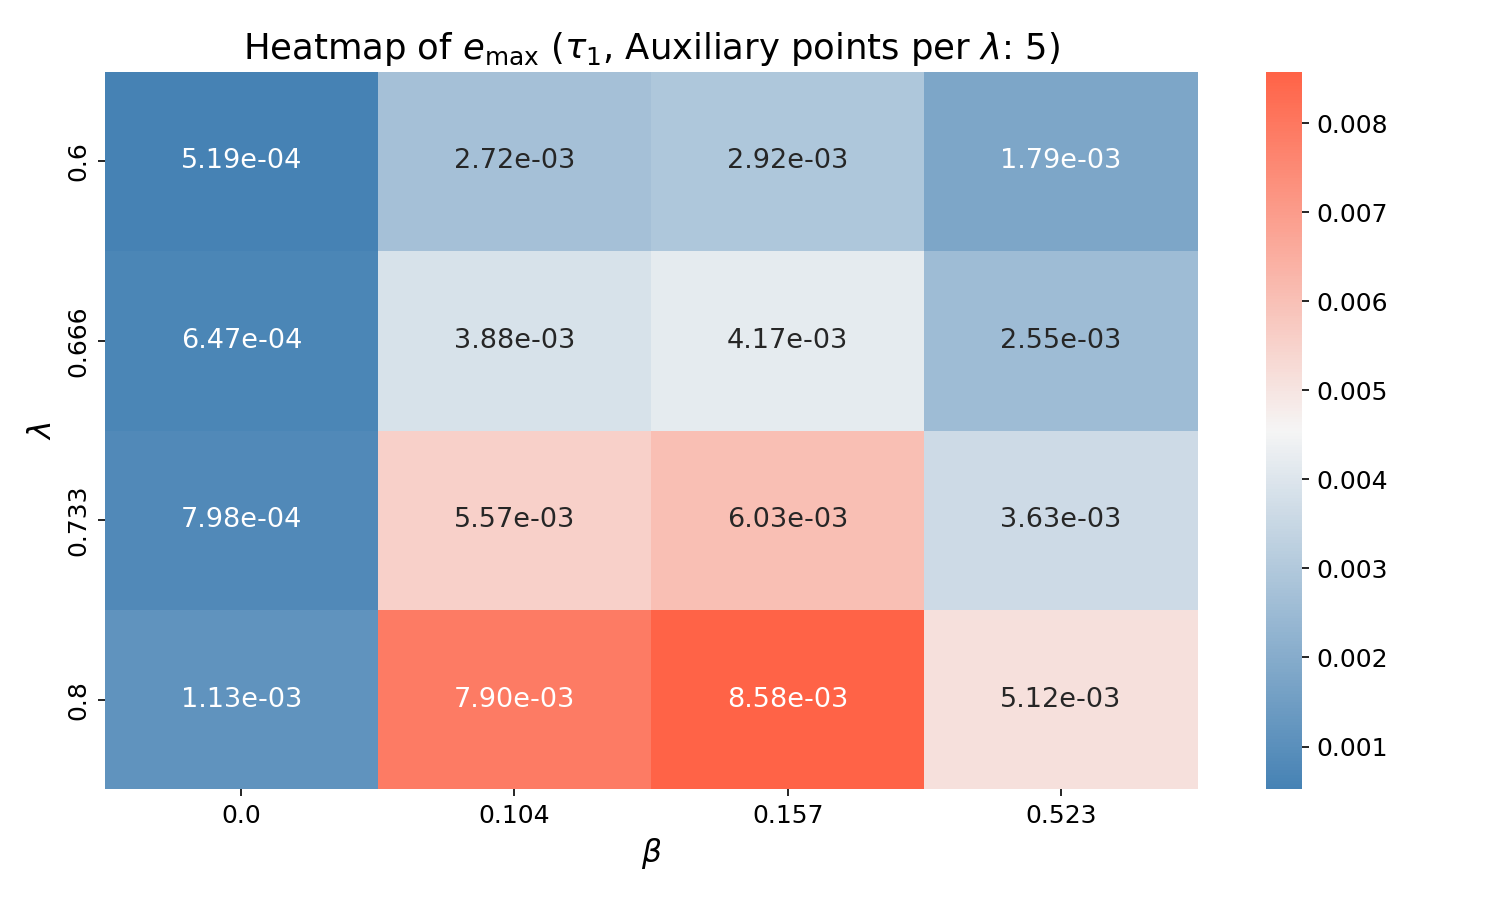 Heatmap of e_max (τ_1, Auxiliary points per λ: 5)
0.6 5.19e-04 2.72e-03 2.92e-03 1.79e-03
0.666 6.47e-04 3.88e-03 4.17e-03 2.55e-03
0.733 7.98e-04 5.57e-03 6.03e-03 3.63e-03
0.8 1.13e-03 7.90e-03 8.58e-03 5.12e-03
λ
0.0 0.104 0.157 0.523
β
0.008
0.007
0.006
0.005
0.004
0.003
0.002
0.001